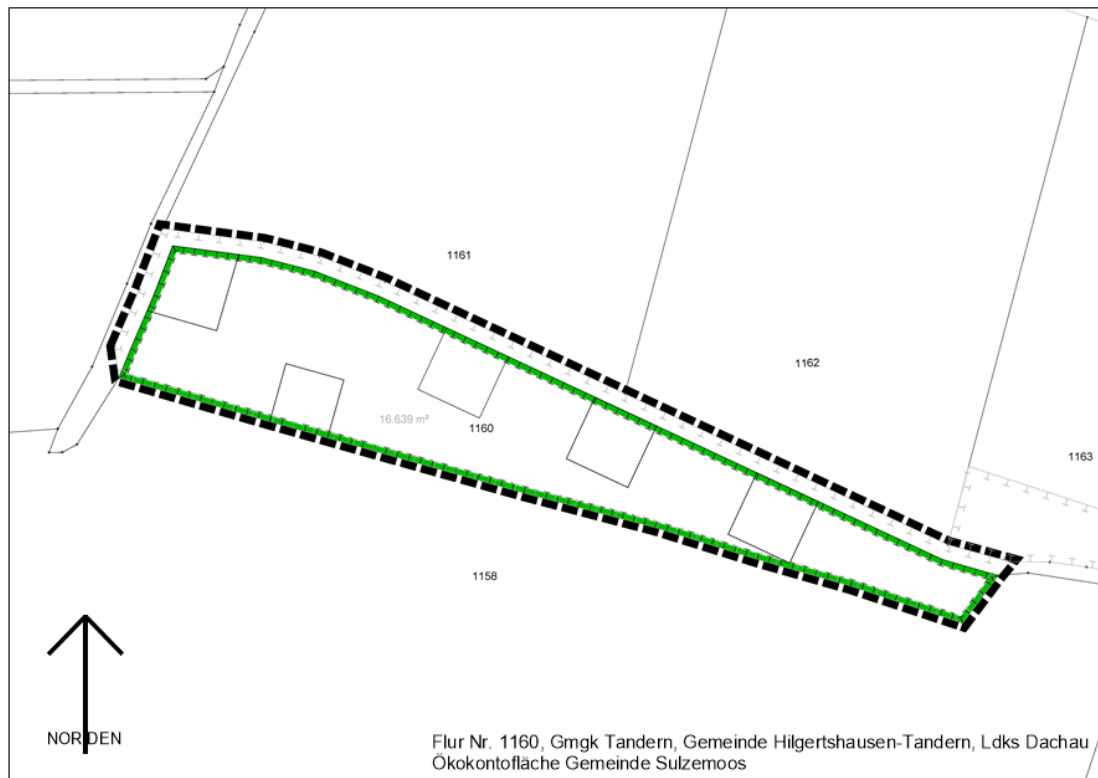 1161
1162
1163
16.639 m²
1160
1158
NORDEN
Flur Nr. 1160, Gmgk Tandern, Gemeinde Hilgertshausen-Tandern, Ldks Dachau
Ökokontofläche Gemeinde Sulzemoos